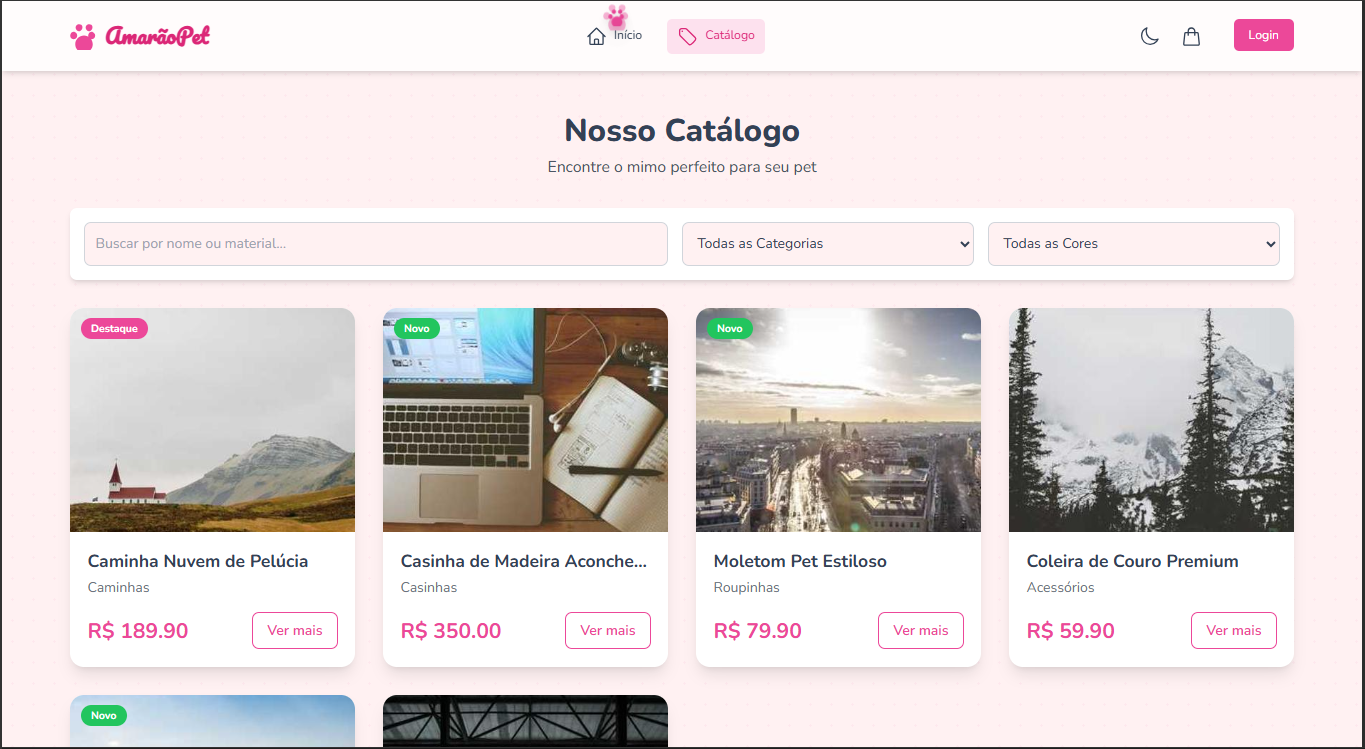 AmarãoPet
Início
Catálogo
Login
Nosso Catálogo
Encontre o mimo perfeito para seu pet
Buscar por nome ou material...
Todas as Categorias
Todas as Cores
Destaque
Novo
Novo
Caminha Nuvem de Pelúcia
Caminhas
R$ 189.90
Ver mais
Casinha de Madeira Aconche...
Casinhas
R$ 350.00
Ver mais
Moletom Pet Estiloso
Roupinhas
R$ 79.90
Ver mais
Coleira de Couro Premium
Acessórios
R$ 59.90
Ver mais
Novo